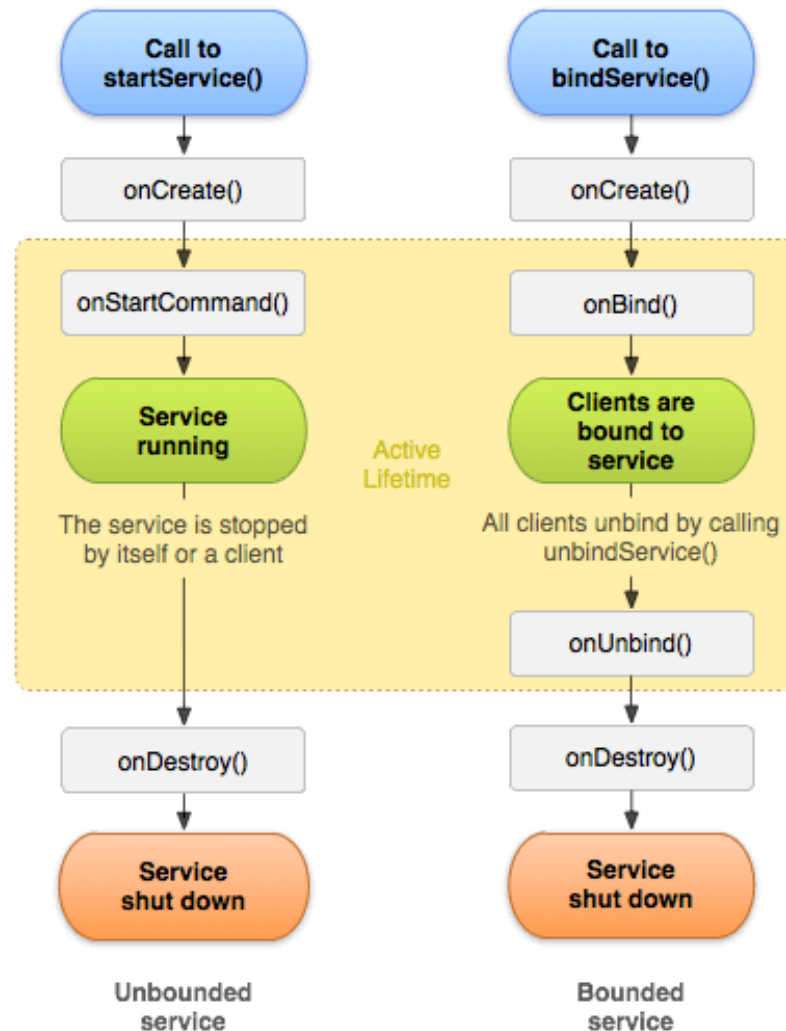 Call to
startService()
onCreate()
onStartCommand()
Service
running
The service is stopped
by itself or a client
onDestroy()
Service
shut down
Unbounded
service
Active
Lifetime
Call to
bindService()
onCreate()
onBind()
Clients are
bound to
service
All clients unbind by calling
unbindService()
onUnbind()
onDestroy()
Service
shut down
Bounded
service